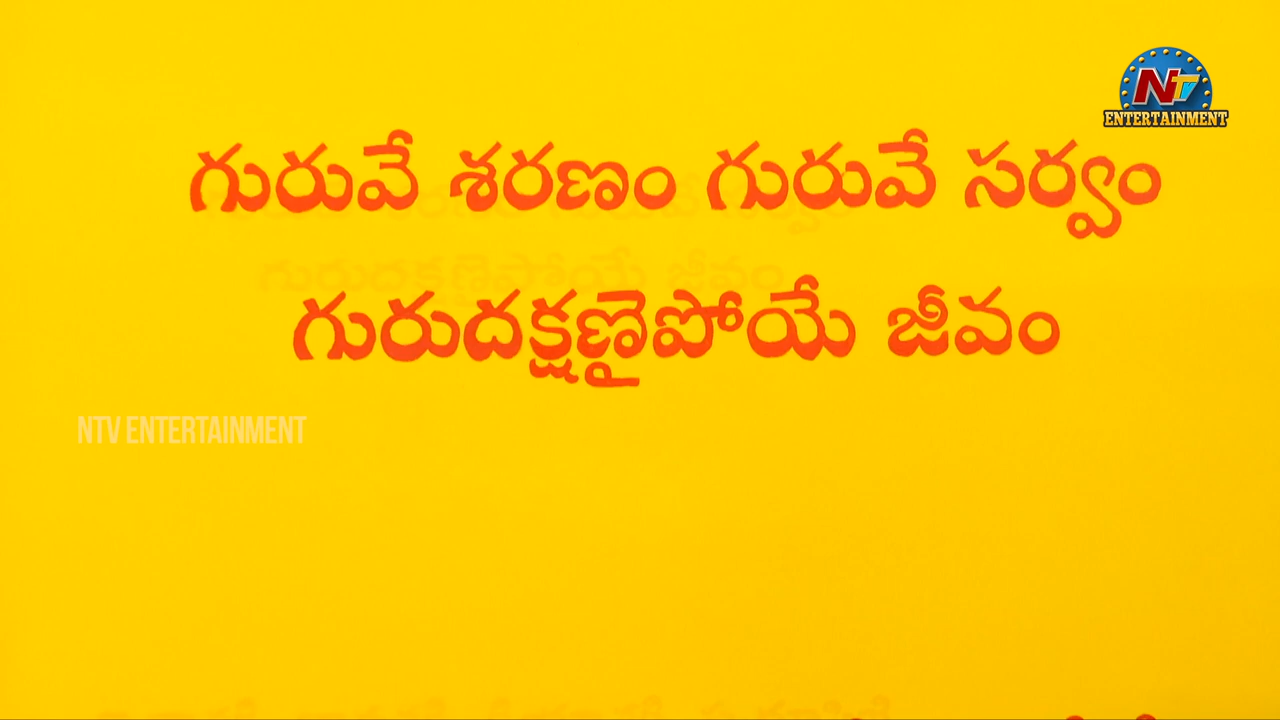 NTV
ENTERTAINMENT
గురువే శరణం గురువే సర్వం
గురుదక్షిణైపోయే జీవం
NTV ENTERTAINMENT